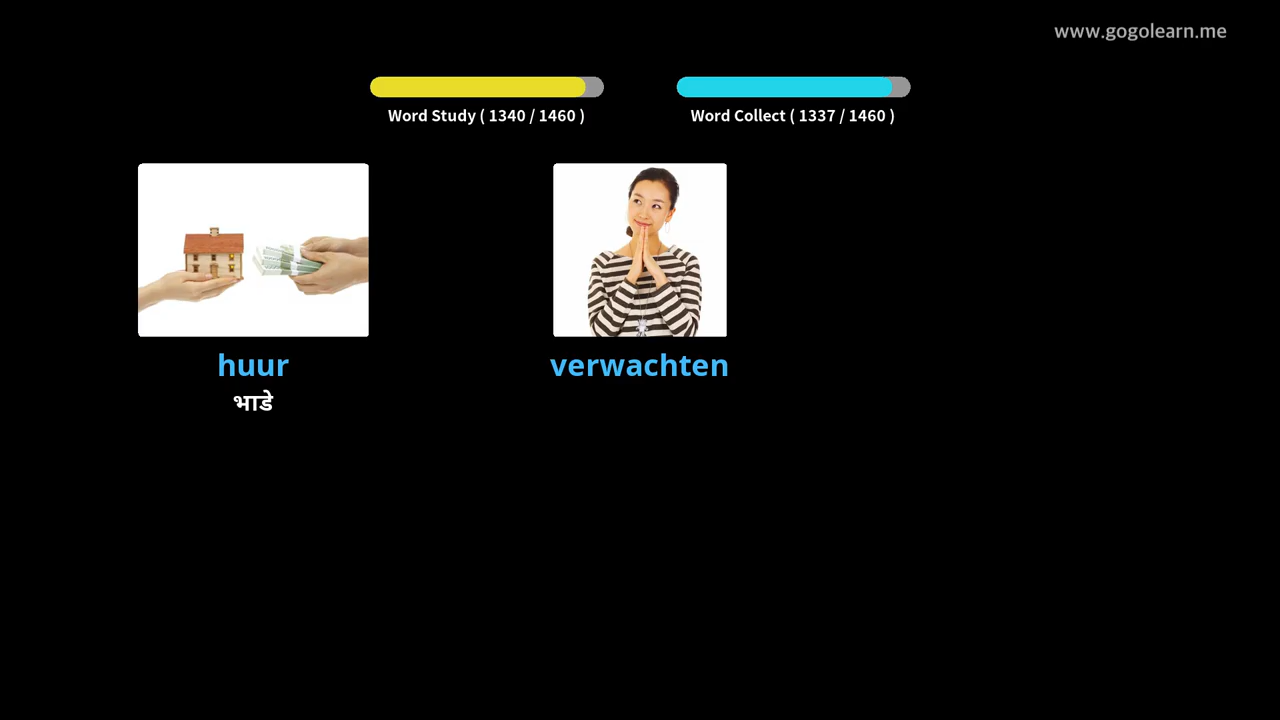 www.gogolearn.me
Word Study ( 1340 / 1460 )
Word Collect ( 1337 / 1460 )
huur
verwachten
भाडे